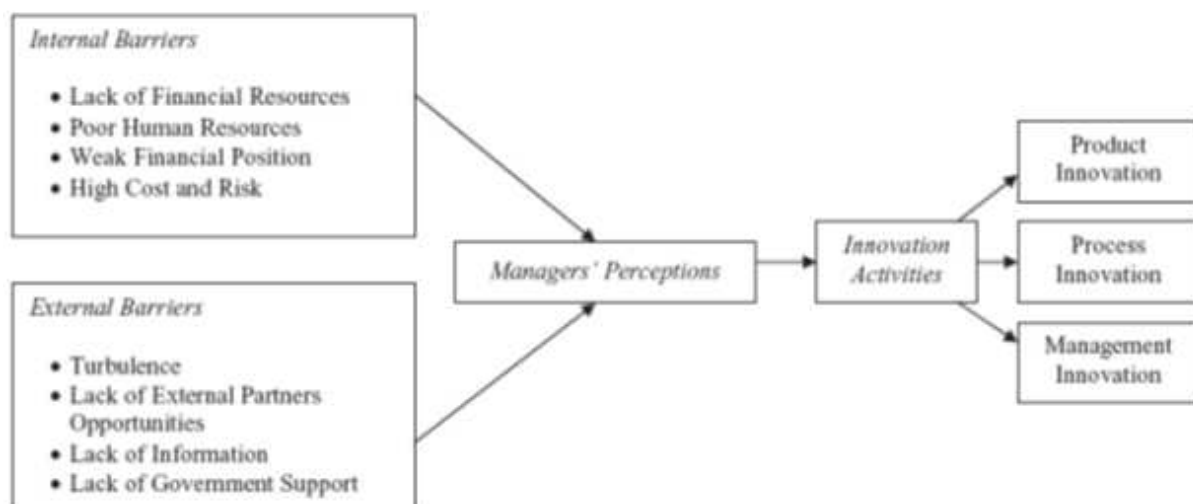 Internal Barriers
• Lack of Financial Resources
• Poor Human Resources
• Weak Financial Position
• High Cost and Risk
External Barriers
• Turbulence
• Lack of External Partners
Opportunities
• Lack of Information
• Lack of Government Support
Managers' Perceptions
Innovation
Activities
Product
Innovation
Process
Innovation
Management
Innovation